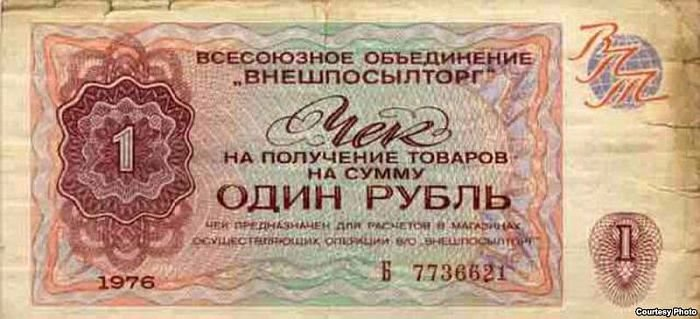 ВСЕСОЮЗНОЕ ОБЪЕДИНЕНИЕ
„ВНЕШПОСЫЛТОРГ"
ВПТ
Чек
НА ПОЛУЧЕНИЕ ТОВАРОВ
НА СУММУ
ОДИН РУБЛЬ
1
ЧЕК ПРЕДНАЗНАЧЕН ДЛЯ РАСЧЕТОВ В МАГАЗИНАХ,
ОСУЩЕСТВЛЯЮЩИХ ОПЕРАЦИИ В/О „ВНЕШПОСЫЛТОРГ"
1
1976
Б 7736621
Courtesy Photo